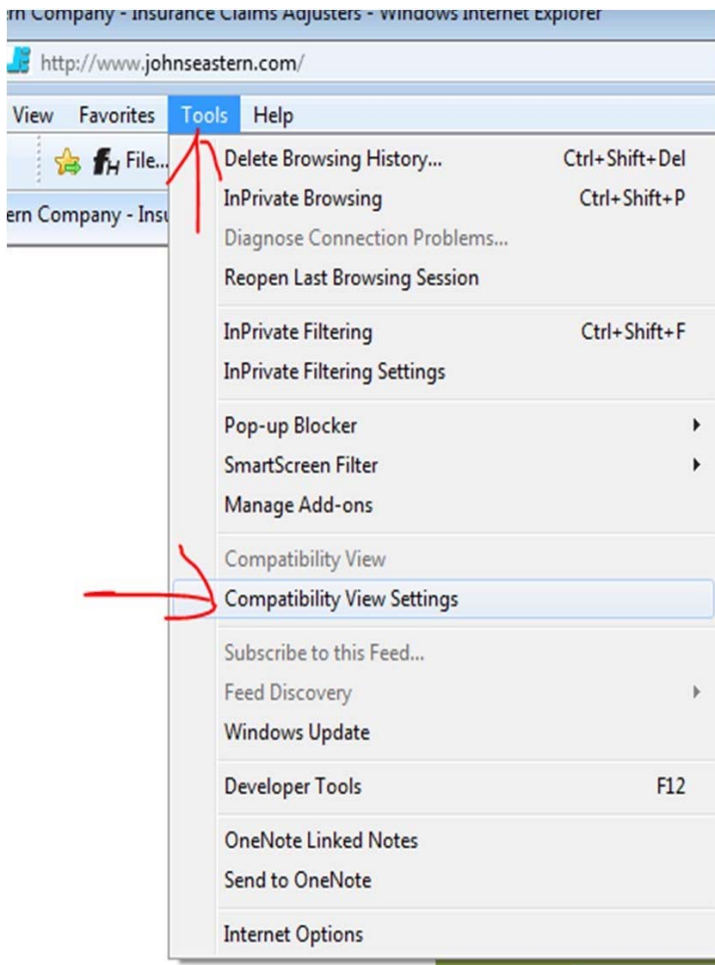 rn Company - Insurance Claims Adjusters - Windows Internet Explorer
http://www.johnseastern.com/
View Favorites Tools Help
File...
ern Company - Insu
Delete Browsing History... Ctrl+Shift+Del
InPrivate Browsing Ctrl+Shift+P
Diagnose Connection Problems...
Reopen Last Browsing Session
InPrivate Filtering Ctrl+Shift+F
InPrivate Filtering Settings
Pop-up Blocker
SmartScreen Filter
Manage Add-ons
Compatibility View
Compatibility View Settings
Subscribe to this Feed...
Feed Discovery
Windows Update
Developer Tools F12
OneNote Linked Notes
Send to OneNote
Internet Options